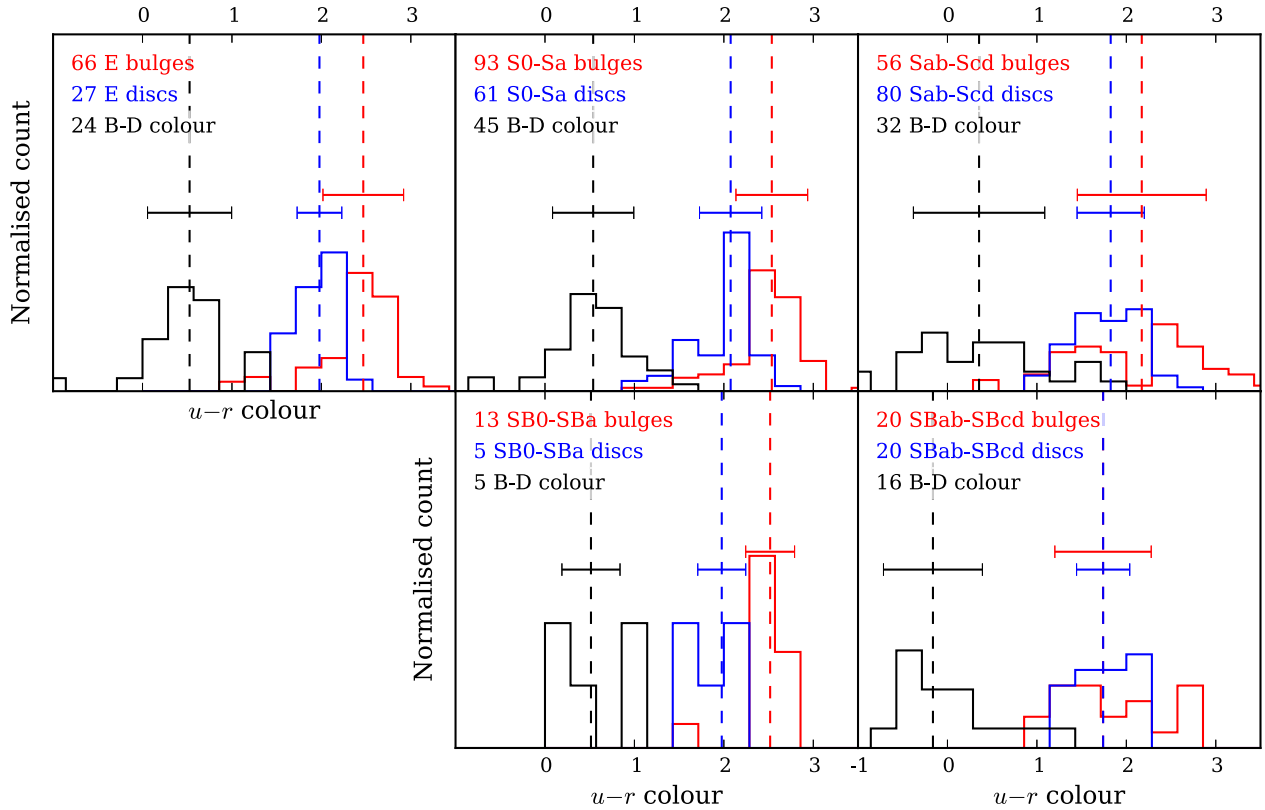 0 1 2 3 0 1 2 3 0 1 2 3
66 E bulges
27 E discs
24 B-D colour
93 S0-Sa bulges
61 S0-Sa discs
45 B-D colour
56 Sab-Scd bulges
80 Sab-Scd discs
32 B-D colour
Normalised count
u−r colour
13 SB0-SBa bulges
5 SB0-SBa discs
5 B-D colour
20 SBab-SBcd bulges
20 SBab-SBcd discs
16 B-D colour
Normalised count
0 1 2 3 -1 0 1 2 3
u−r colour
u−r colour